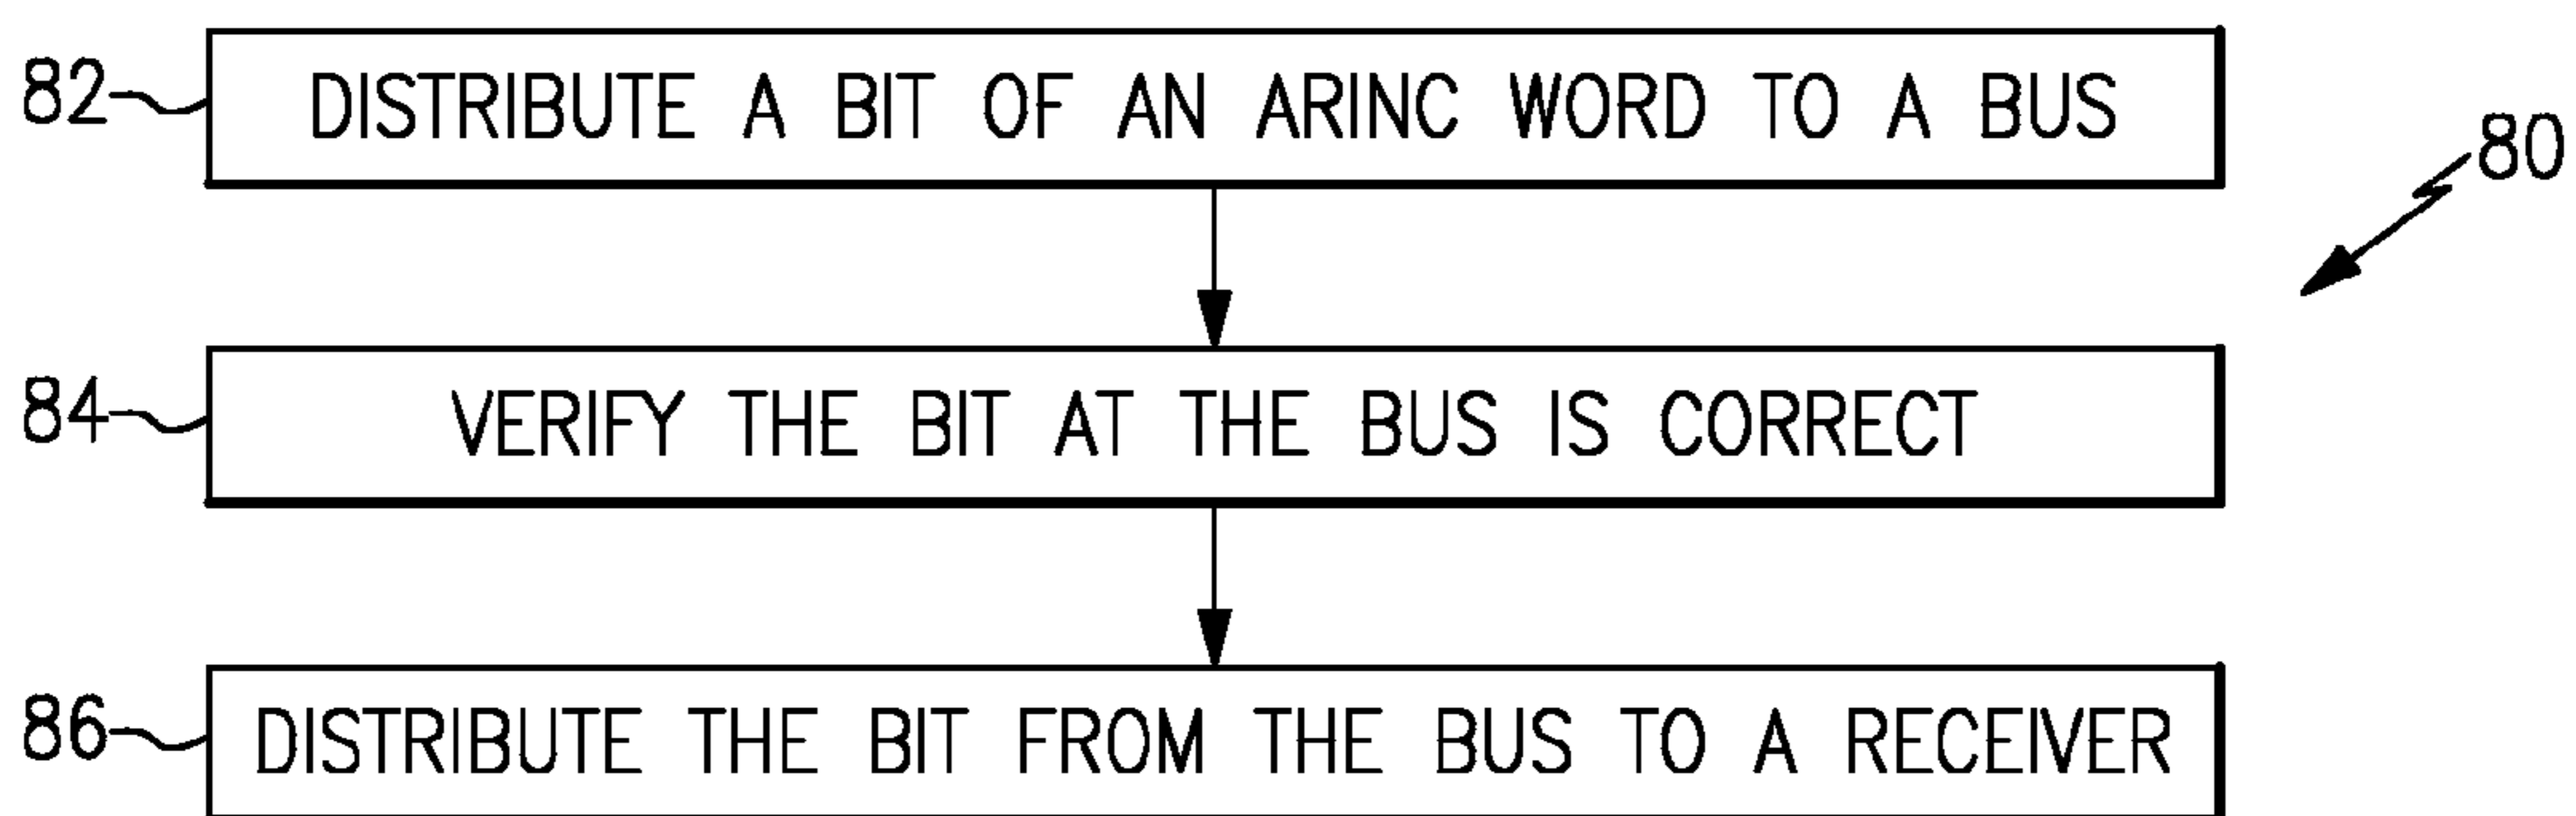 82 DISTRIBUTE A BIT OF AN ARINC WORD TO A BUS
80
84 VERIFY THE BIT AT THE BUS IS CORRECT
86 DISTRIBUTE THE BIT FROM THE BUS TO A RECEIVER